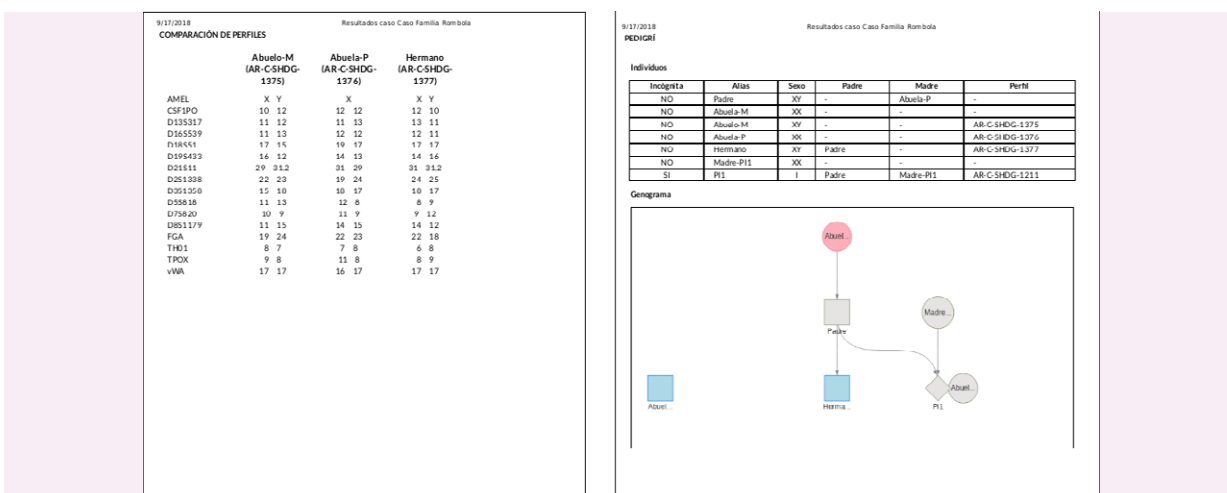 9/17/2018 Resultados caso Caso Familia Rombola
COMPARACIÓN DE PERFILES
Abuelo-M Abuela-P Hermano
(AR-C-SHDG- (AR-C-SHDG- (AR-C-SHDG-
1375) 1376) 1377)
AMEL X Y X X Y
CSF1PO 10 12 12 12 12 10
D13S317 11 12 11 13 13 11
D16S539 11 13 12 12 12 11
D18S51 17 15 19 17 17 17
D19S433 16 12 14 13 14 16
D21S11 29 31.2 31 29 31 31.2
D2S1338 22 23 19 24 24 25
D3S1358 15 18 18 17 18 17
D5S818 11 13 12 8 8 9
D7S820 10 9 11 9 9 12
D8S1179 11 15 14 15 14 12
FGA 19 24 22 23 22 18
TH01 8 7 7 8 6 8
TPOX 9 8 11 8 8 9
vWA 17 17 16 17 17 17
9/17/2018 Resultados caso Caso Familia Rombola
PEDIGRÍ
Individuos
Incógnita Alias Sexo Padre Madre Perfil
NO Padre XY - Abuela-P -
NO Abuela-M XX - - -
NO Abuelo-M XY - - AR-C-SHDG-1375
NO Abuela-P XX - - AR-C-SHDG-1376
NO Hermano XY Padre - AR-C-SHDG-1377
NO Madre-PI1 XX - - -
SI PI1 I Padre Madre-PI1 AR-C-SHDG-1211
Genograma
Abuel...
Padre
Madre...
Abuel...
Abuel...
Herma...
PI1